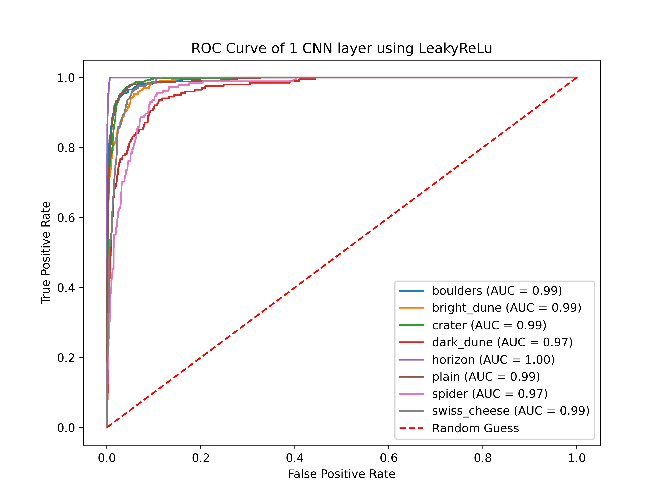 ROC Curve of 1 CNN layer using LeakyReLu
True Positive Rate
1.0
0.8
0.6
0.4
0.2
0.0
boulders (AUC = 0.99)
bright_dune (AUC = 0.99)
crater (AUC = 0.99)
dark_dune (AUC = 0.97)
horizon (AUC = 1.00)
plain (AUC = 0.99)
spider (AUC = 0.97)
swiss_cheese (AUC = 0.99)
Random Guess
0.0 0.2 0.4 0.6 0.8 1.0
False Positive Rate